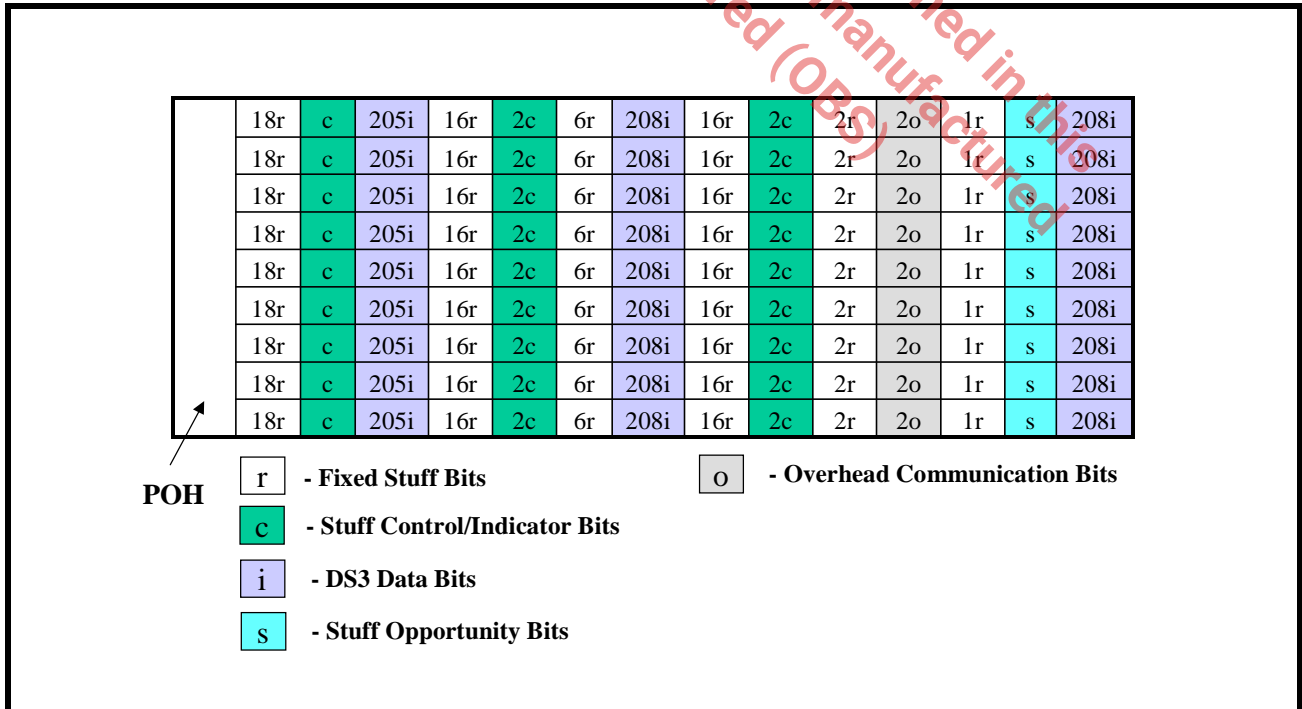 ed (OBS)
manufactured
ned in this
18r c 205i 16r 2c 6r 208i 16r 2c 2r 2o 1r s 208i
18r c 205i 16r 2c 6r 208i 16r 2c 2r 2o 1r s 208i
18r c 205i 16r 2c 6r 208i 16r 2c 2r 2o 1r s 208i
18r c 205i 16r 2c 6r 208i 16r 2c 2r 2o 1r s 208i
18r c 205i 16r 2c 6r 208i 16r 2c 2r 2o 1r s 208i
18r c 205i 16r 2c 6r 208i 16r 2c 2r 2o 1r s 208i
18r c 205i 16r 2c 6r 208i 16r 2c 2r 2o 1r s 208i
18r c 205i 16r 2c 6r 208i 16r 2c 2r 2o 1r s 208i
18r c 205i 16r 2c 6r 208i 16r 2c 2r 2o 1r s 208i
POH
r - Fixed Stuff Bits
o - Overhead Communication Bits
c - Stuff Control/Indicator Bits
i - DS3 Data Bits
s - Stuff Opportunity Bits